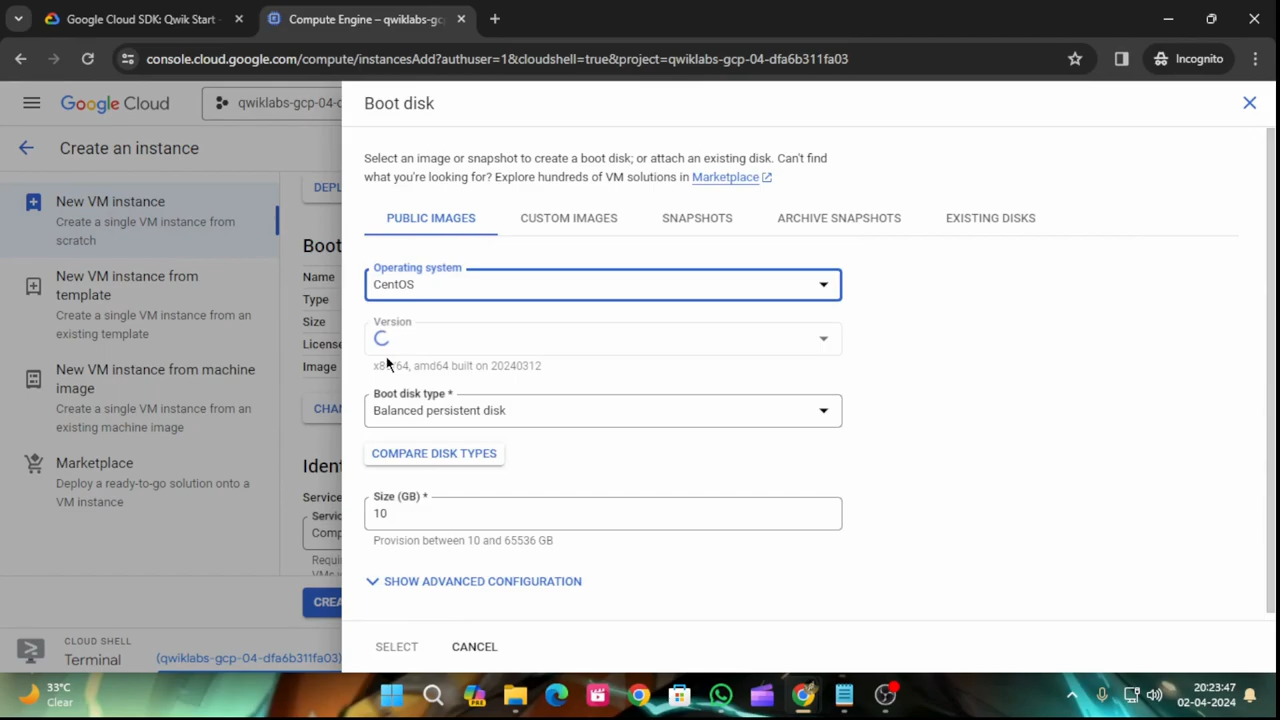 Google Cloud SDK: Qwik Start -
Compute Engine – qwiklabs-gc
console.cloud.google.com/compute/instancesAdd?authuser=1&cloudshell=true&project=qwiklabs-gcp-04-dfa6b311fa03
Incognito
Google Cloud
qwiklabs-gcp-04-d
Create an instance
New VM instance
Create a single VM instance from
scratch
New VM instance from
template
Create a single VM instance from an
existing template
New VM instance from machine
image
Create a single VM instance from an
existing machine image
Marketplace
Deploy a ready-to-go solution onto a
VM instance
DEPL
Boot
Name
Type
Size
License
Image
CHAN
Ident
Service
Servic
Comp
Requir
CREA
Boot disk
Select an image or snapshot to create a boot disk; or attach an existing disk. Can't find
what you're looking for? Explore hundreds of VM solutions in Marketplace
PUBLIC IMAGES
CUSTOM IMAGES
SNAPSHOTS
ARCHIVE SNAPSHOTS
EXISTING DISKS
Operating system
CentOS
Version
amd64 built on 20240312
Boot disk type *
Balanced persistent disk
COMPARE DISK TYPES
Size (GB) *
10
Provision between 10 and 65536 GB
SHOW ADVANCED CONFIGURATION
SELECT
CANCEL
CLOUD SHELL
Terminal
(qwiklabs-gcp-04-dfa6b311fa03)
33°C
Clear
PRE
20:23:47
02-04-2024